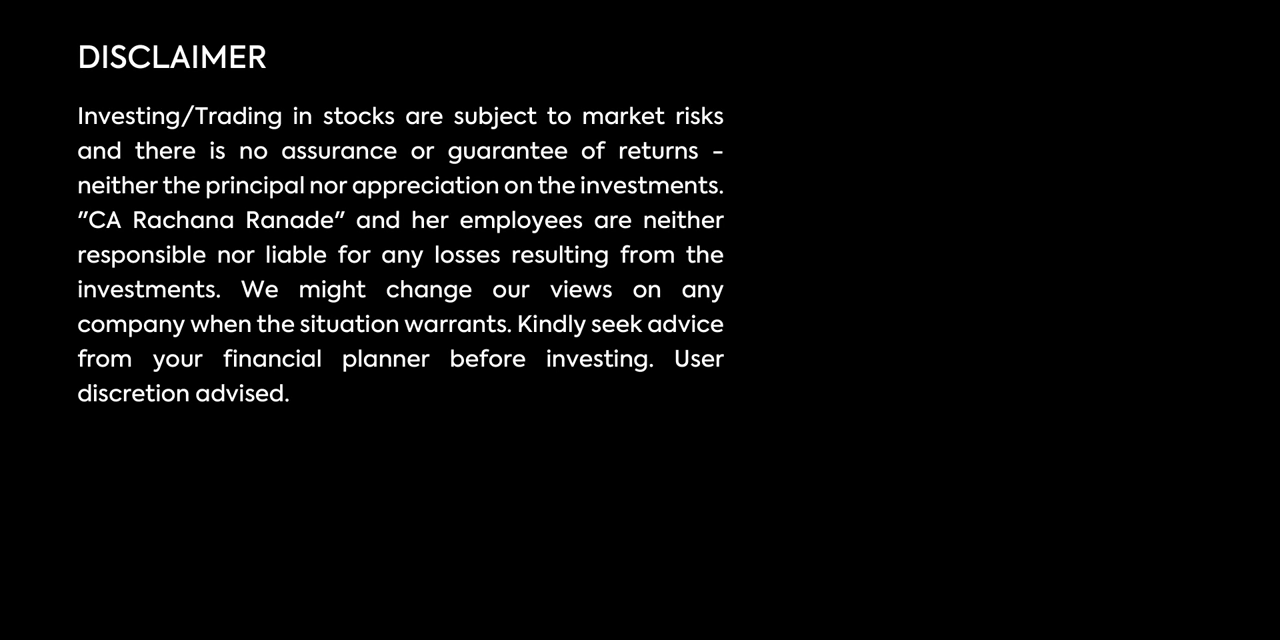 DISCLAIMER
Investing/Trading in stocks are subject to market risks
and there is no assurance or guarantee of returns -
neither the principal nor appreciation on the investments.
"CA Rachana Ranade" and her employees are neither
responsible nor liable for any losses resulting from the
investments. We might change our views on any
company when the situation warrants. Kindly seek advice
from your financial planner before investing. User
discretion advised.